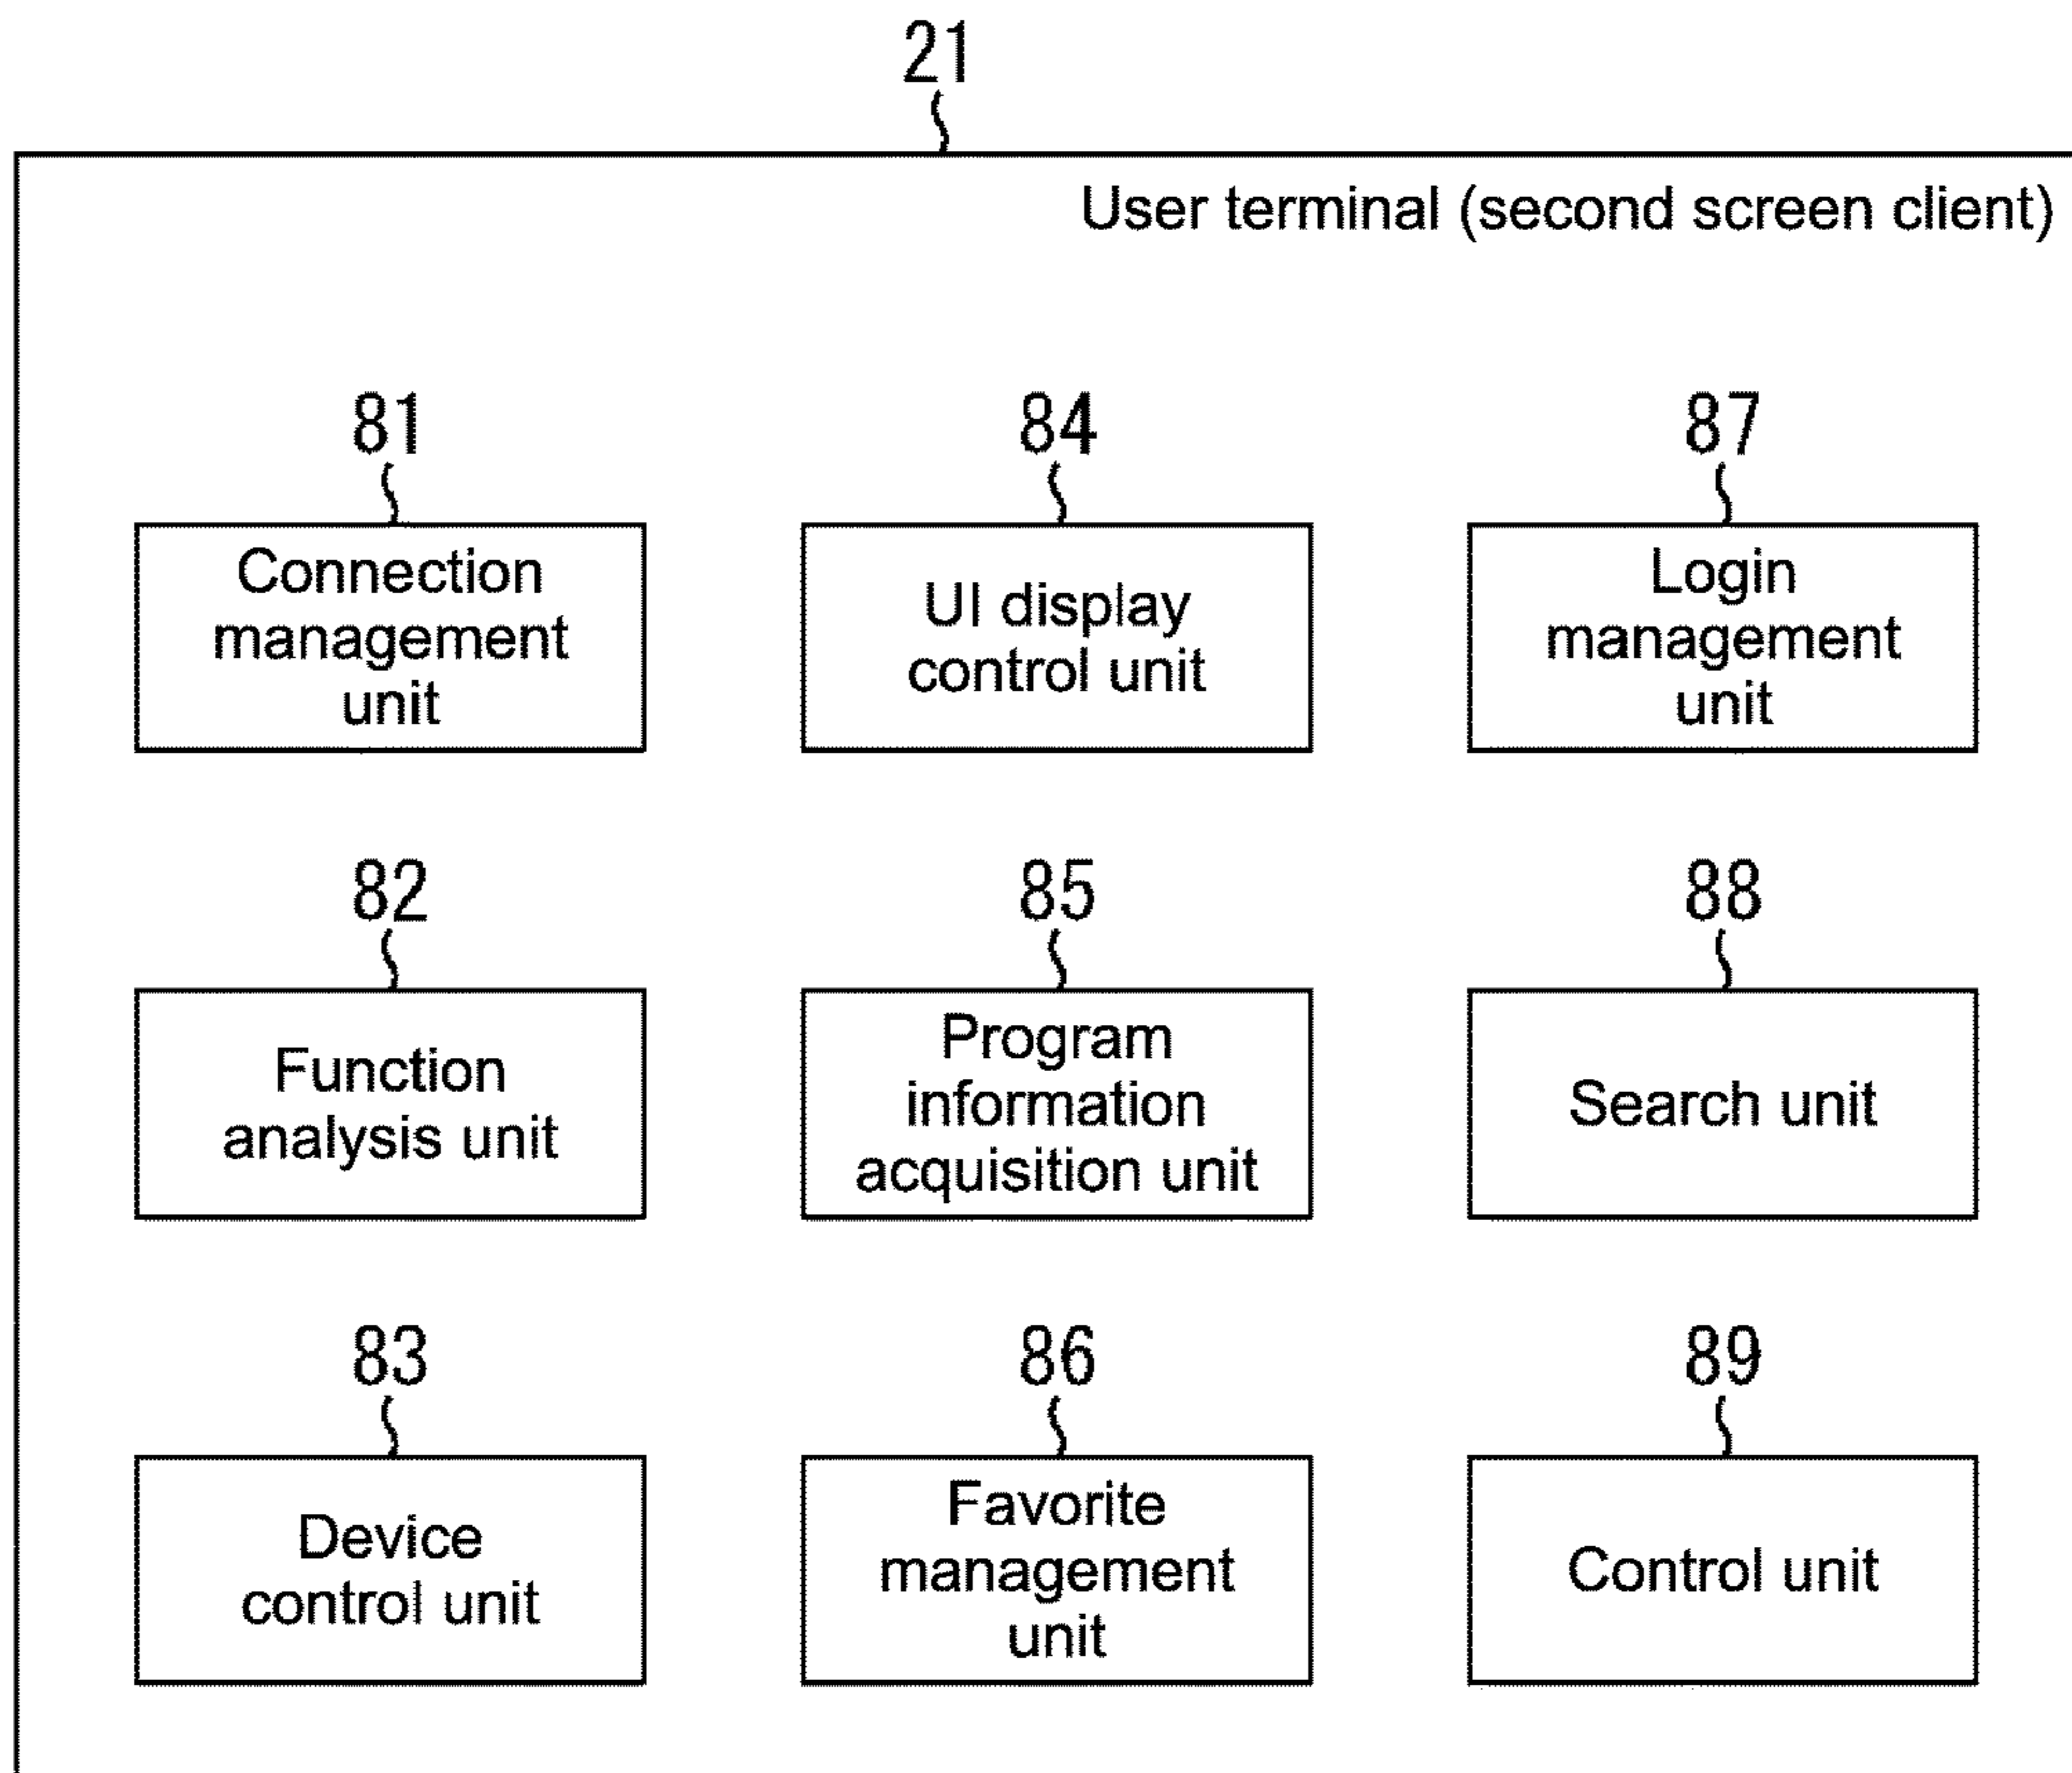 21
User terminal (second screen client)
81
Connection
management
unit
84
UI display
control unit
87
Login
management
unit
82
Function
analysis unit
85
Program
information
acquisition unit
88
Search unit
83
Device
control unit
86
Favorite
management
unit
89
Control unit